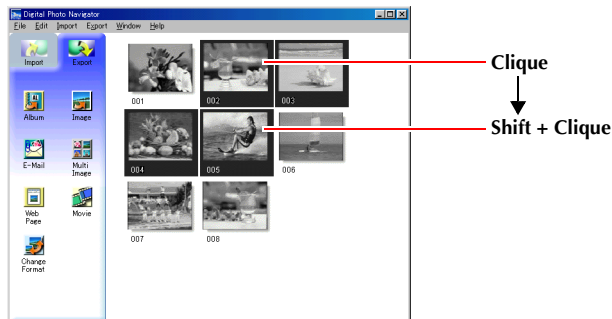 Digital Photo Navigator
File Edit Import Export Window Help
Import Export
Album Image
E-Mail Multi Image
Web Page Movie
Change Format
001 002 003
004 005 006
007 008
Clique
Shift + Clique